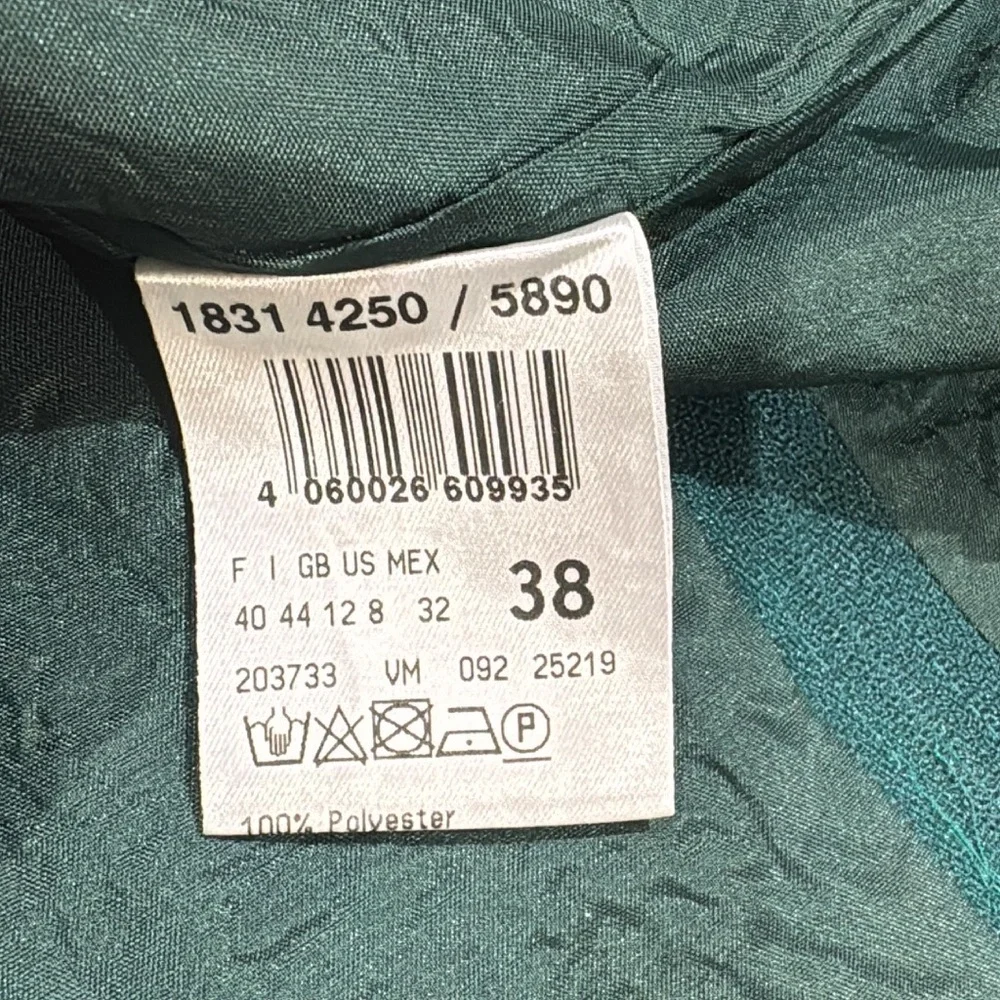 1831 4250 / 5890
4 060026 609935
F I GB US MEX
40 44 12 8 32
38
203733 VM 092 25219
P
100% Polyester